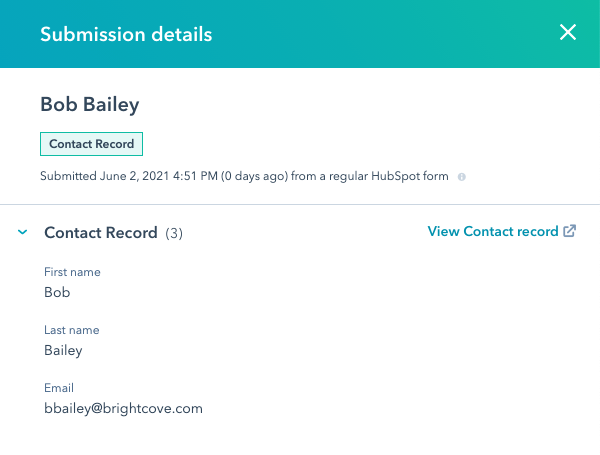 Submission details
Bob Bailey
Contact Record
Submitted June 2, 2021 4:51 PM (0 days ago) from a regular HubSpot form
Contact Record (3)
View Contact record
First name
Bob
Last name
Bailey
Email
bbailey@brightcove.com